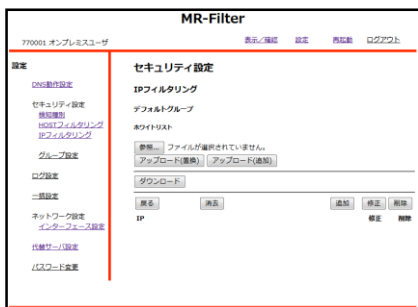 MR-Filter
770001 オンプレミスユーザ
表示／確認 設定 再起動 ログアウト
設定
DNS動作設定
セキュリティ設定
検知種別
HOSTフィルタリング
IPフィルタリング
グループ設定
ログ設定
一括設定
ネットワーク設定
インターフェース設定
代替サーバ設定
パスワード変更
セキュリティ設定
IPフィルタリング
デフォルトグループ
ホワイトリスト
参照... ファイルが選択されていません。
アップロード(置換) アップロード(追加)
ダウンロード
戻る 消去 追加 修正 削除
IP 修正 削除